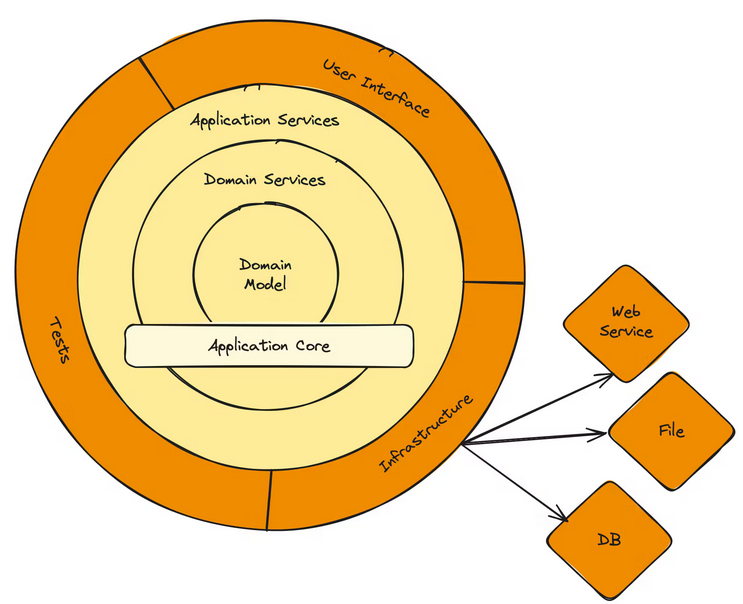 User Interface
Application Services
Domain Services
Domain
Model
Application Core
Tests
Infrastructure
Web
Service
File
DB